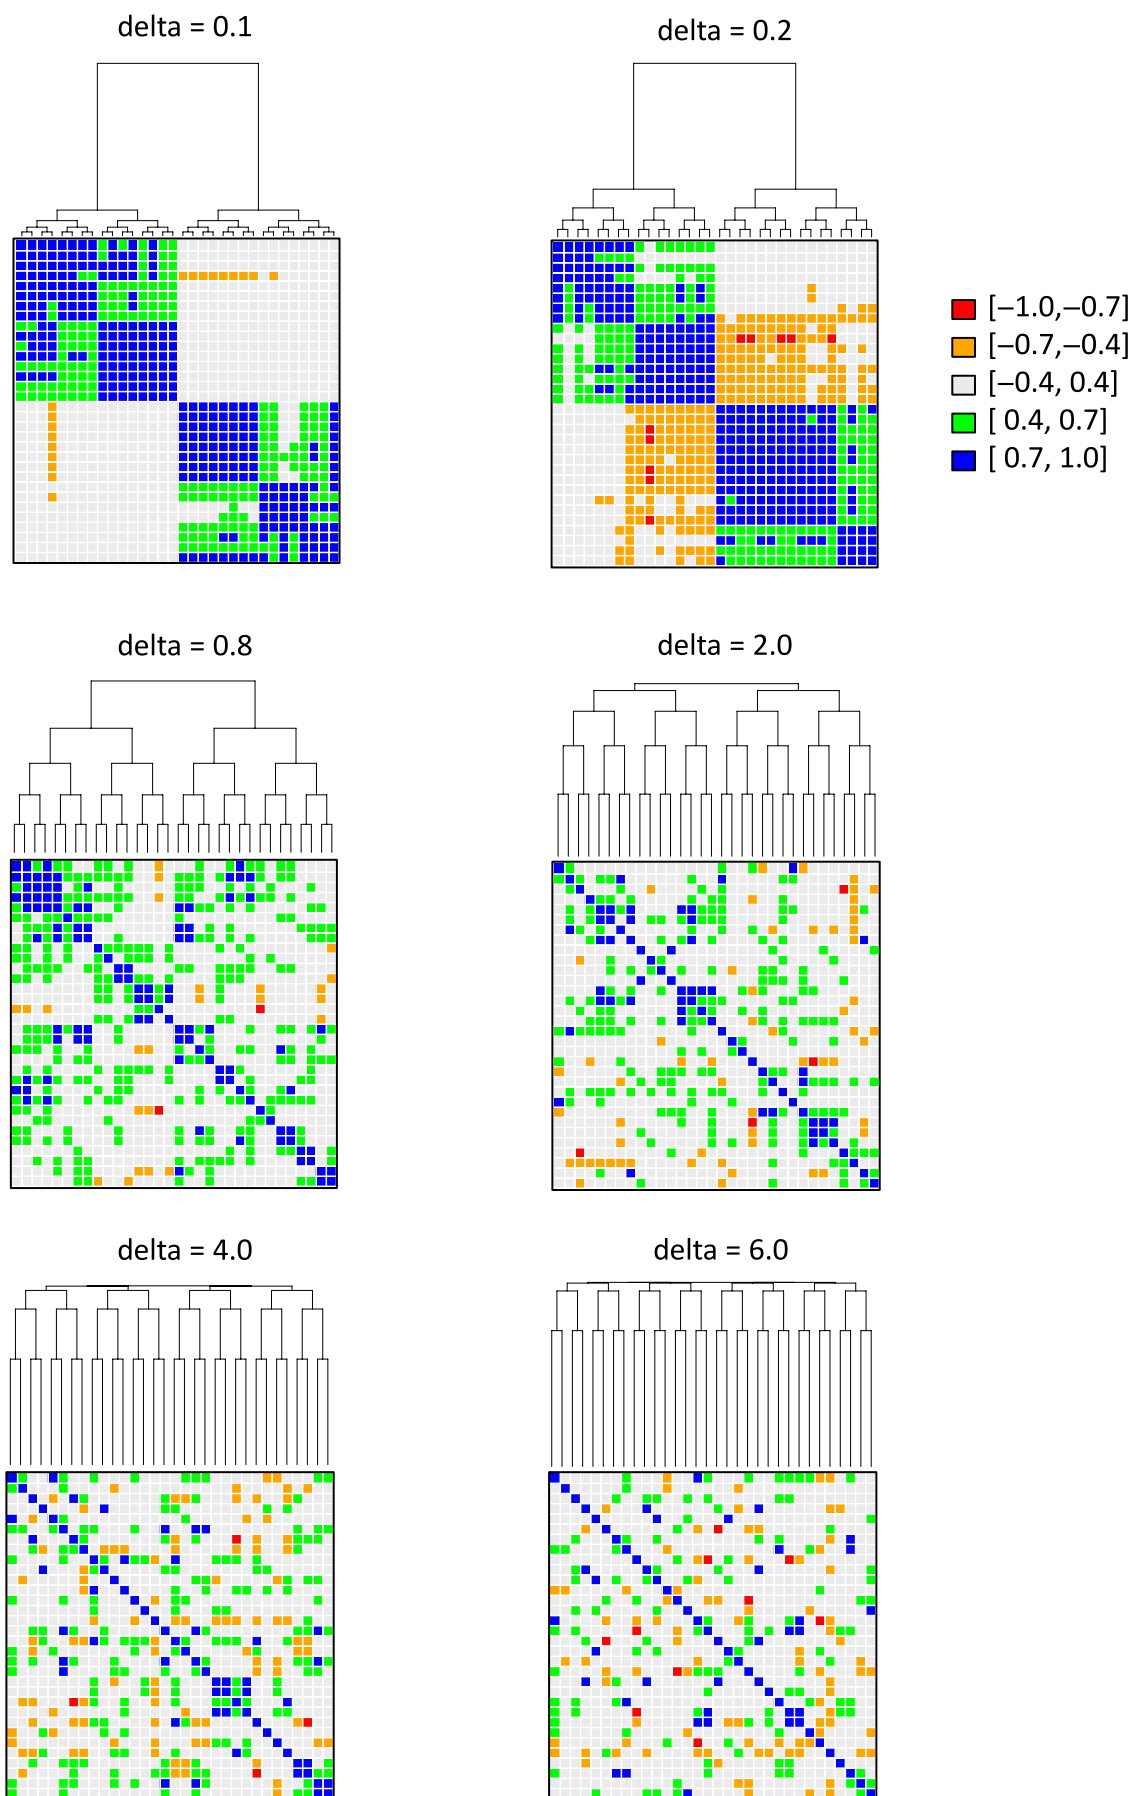 delta = 0.1
delta = 0.2
[–1.0,–0.7]
[–0.7,–0.4]
[–0.4, 0.4]
[ 0.4, 0.7]
[ 0.7, 1.0]
delta = 0.8
delta = 2.0
delta = 4.0
delta = 6.0